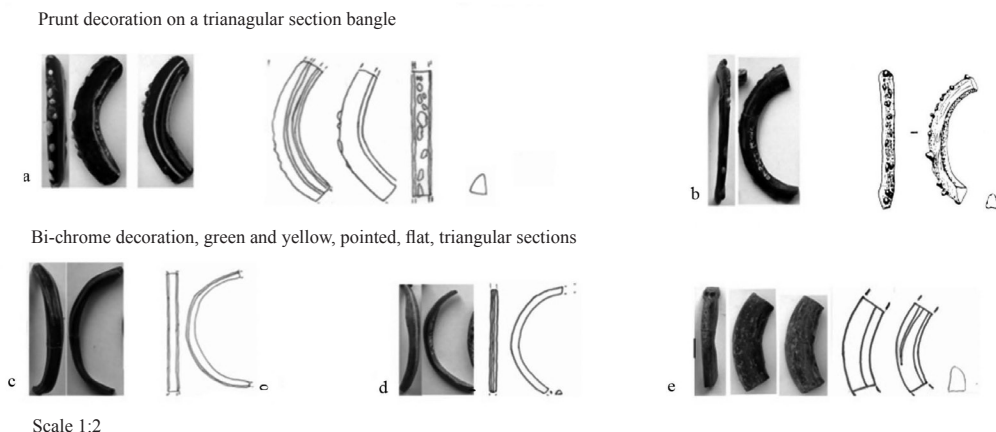 Prunt decoration on a trianagular section bangle
a
b
Bi-chrome decoration, green and yellow, pointed, flat, triangular sections
c
d
e
Scale 1:2